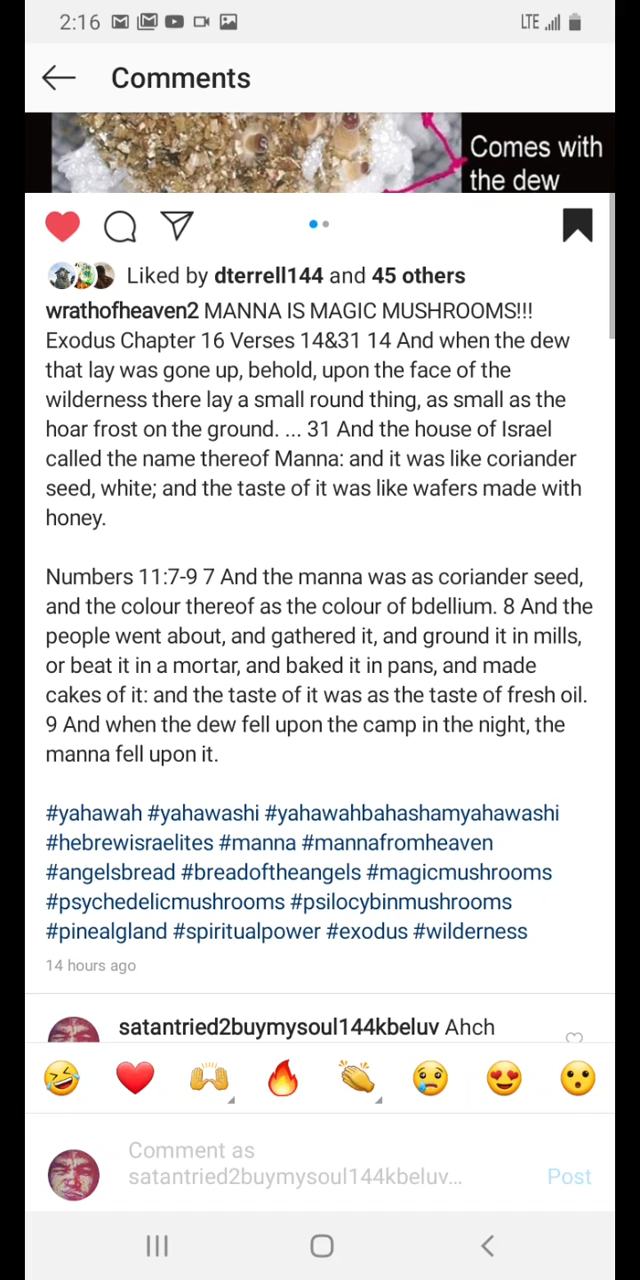 2:16 LTE
Comments
Comes with
the dew
Liked by dterrell144 and 45 others
wrathofheaven2 MANNA IS MAGIC MUSHROOMS!!!
Exodus Chapter 16 Verses 14&31 14 And when the dew
that lay was gone up, behold, upon the face of the
wilderness there lay a small round thing, as small as the
hoar frost on the ground. ... 31 And the house of Israel
called the name thereof Manna: and it was like coriander
seed, white; and the taste of it was like wafers made with
honey.
Numbers 11:7-9 7 And the manna was as coriander seed,
and the colour thereof as the colour of bdellium. 8 And the
people went about, and gathered it, and ground it in mills,
or beat it in a mortar, and baked it in pans, and made
cakes of it: and the taste of it was as the taste of fresh oil.
9 And when the dew fell upon the camp in the night, the
manna fell upon it.
#yahawah #yahawashi #yahawahbahashamyahawashi
#hebrewisraelites #manna #mannafromheaven
#angelsbread #breadoftheangels #magicmushrooms
#psychedelicmushrooms #psilocybinmushrooms
#pinealgland #spiritualpower #exodus #wilderness
14 hours ago
satantried2buymysoul144kbeluv Ahch
Comment as
satantried2buymysoul144kbeluv...
Post